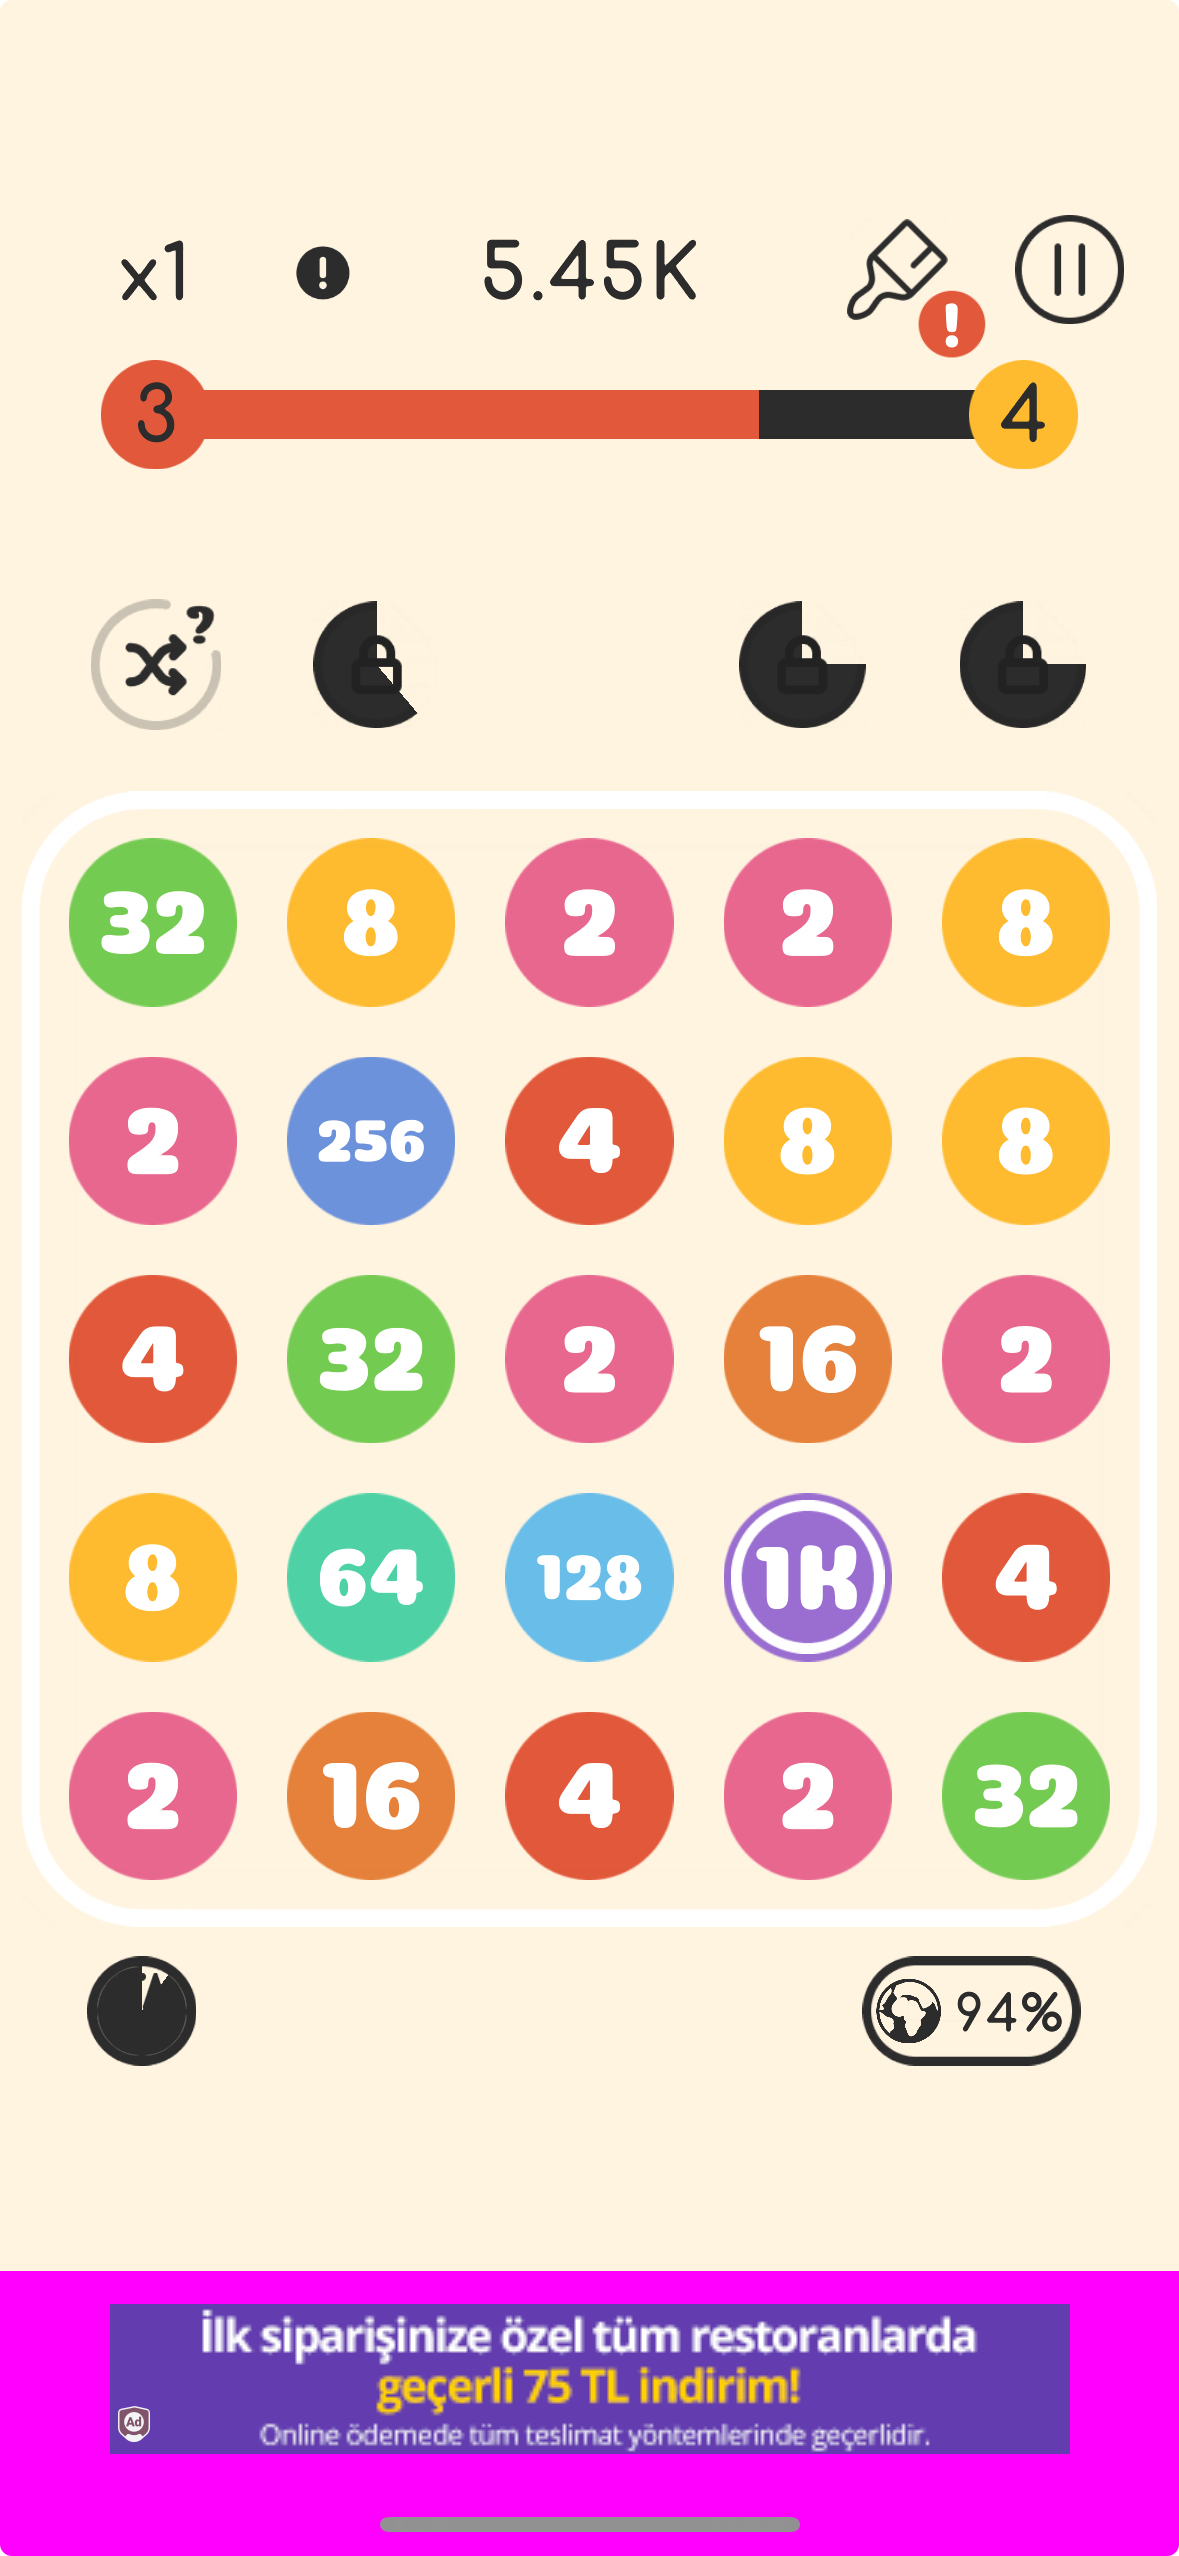 x1 ! 5.45K !
3 4
?
32 8 2 2 8
2 256 4 8 8
4 32 2 16 2
8 64 128 1K 4
2 16 4 2 32
94%
İlk siparişinize özel tüm restoranlarda
geçerli 75 TL indirim!
Ad
Online ödemede tüm teslimat yöntemlerinde geçerlidir.